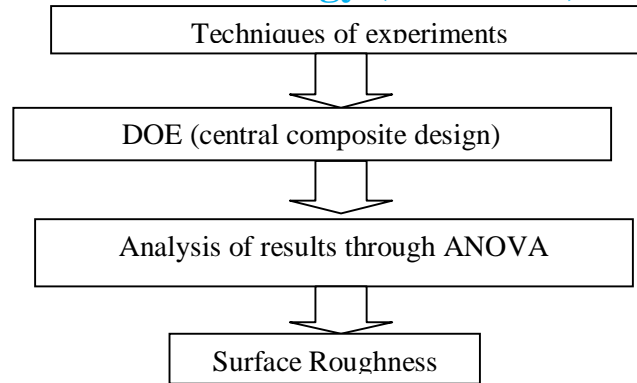 Techniques of experiments
DOE (central composite design)
Analysis of results through ANOVA
Surface Roughness